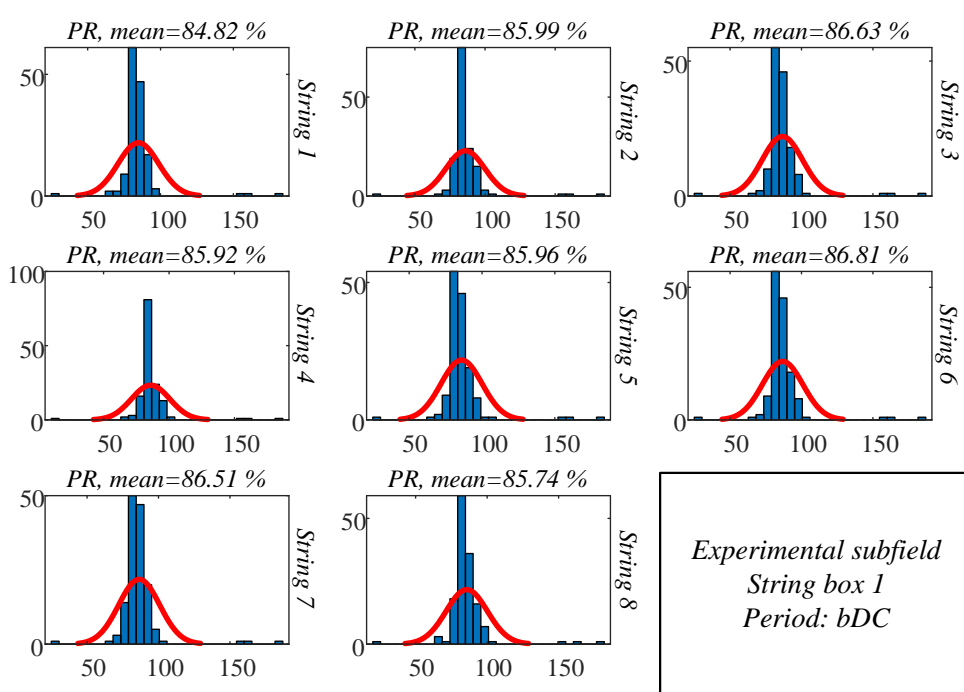 PR, mean=84.82 %
50
0
50 100 150
String 1
PR, mean=85.99 %
50
0
50 100 150
String 2
PR, mean=86.63 %
50
0
50 100 150
String 3
PR, mean=85.92 %
100
50
0
50 100 150
String 4
PR, mean=85.96 %
50
0
50 100 150
String 5
PR, mean=86.81 %
50
0
50 100 150
String 6
PR, mean=86.51 %
50
0
50 100 150
String 7
PR, mean=85.74 %
50
0
50 100 150
String 8
Experimental subfield
String box 1
Period: bDC